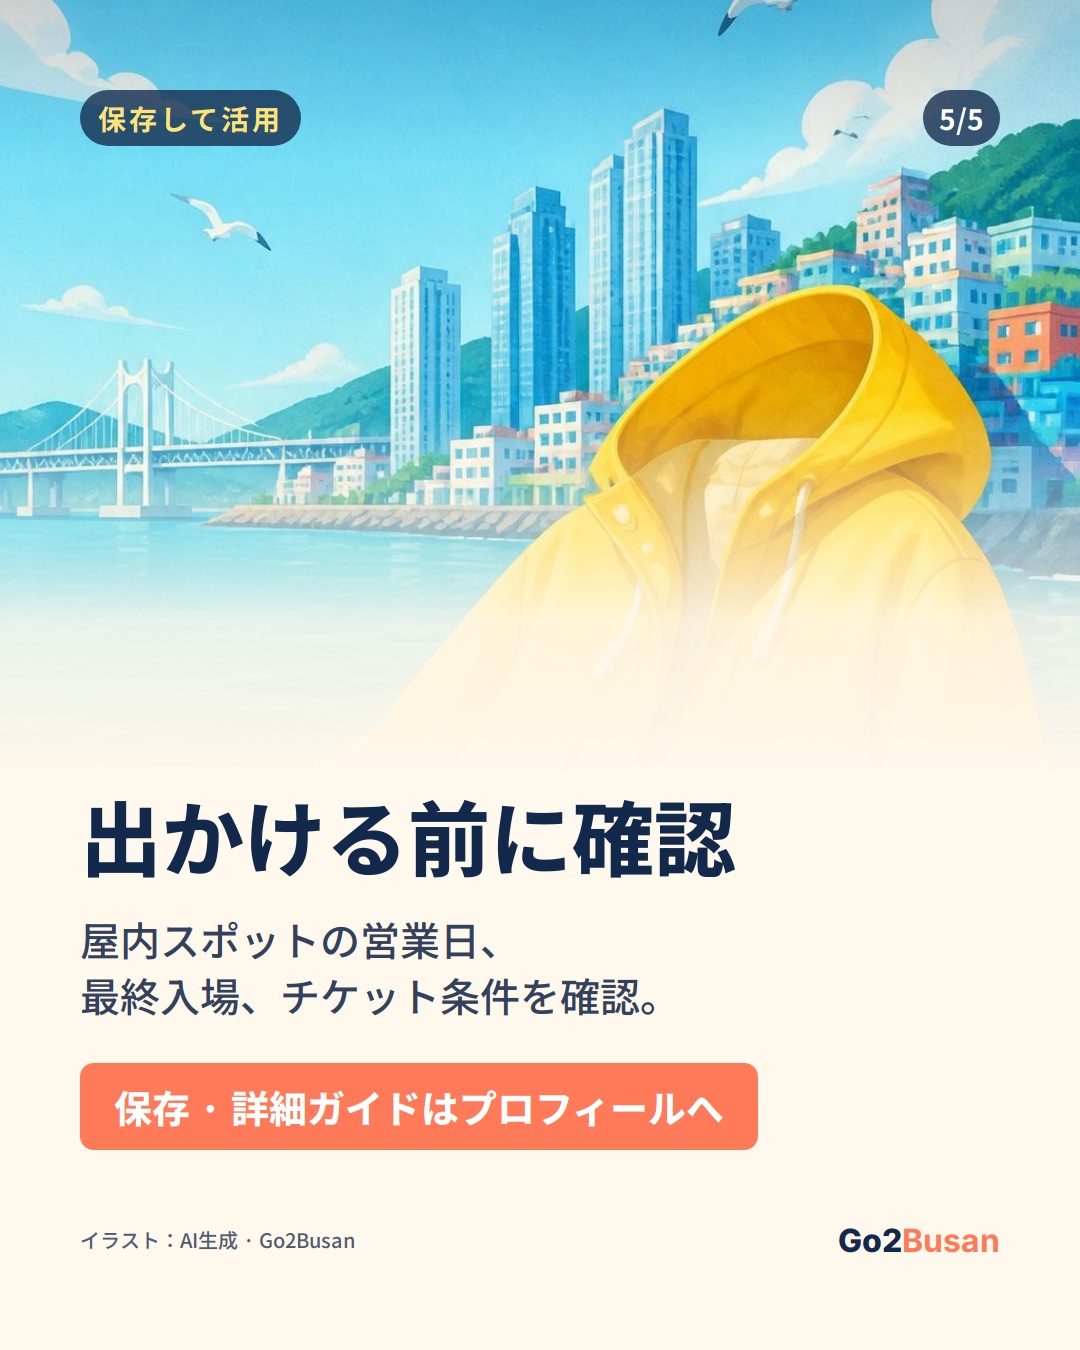 保存して活用
5/5
出かける前に確認
屋内スポットの営業日、
最終入場、チケット条件を確認。
保存・詳細ガイドはプロフィールへ
イラスト：AI生成・Go2Busan
Go2Busan